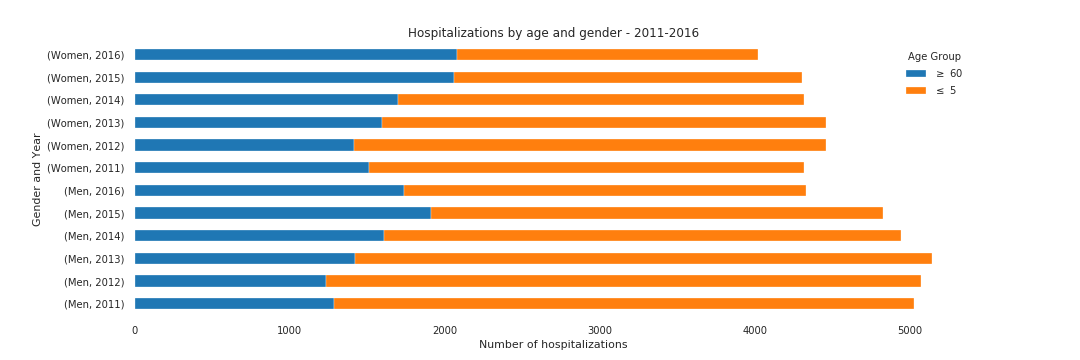 Hospitalizations by age and gender - 2011-2016
Age Group
≥ 60
≤ 5
Gender and Year
(Women, 2016)
(Women, 2015)
(Women, 2014)
(Women, 2013)
(Women, 2012)
(Women, 2011)
(Men, 2016)
(Men, 2015)
(Men, 2014)
(Men, 2013)
(Men, 2012)
(Men, 2011)
0 1000 2000 3000 4000 5000
Number of hospitalizations